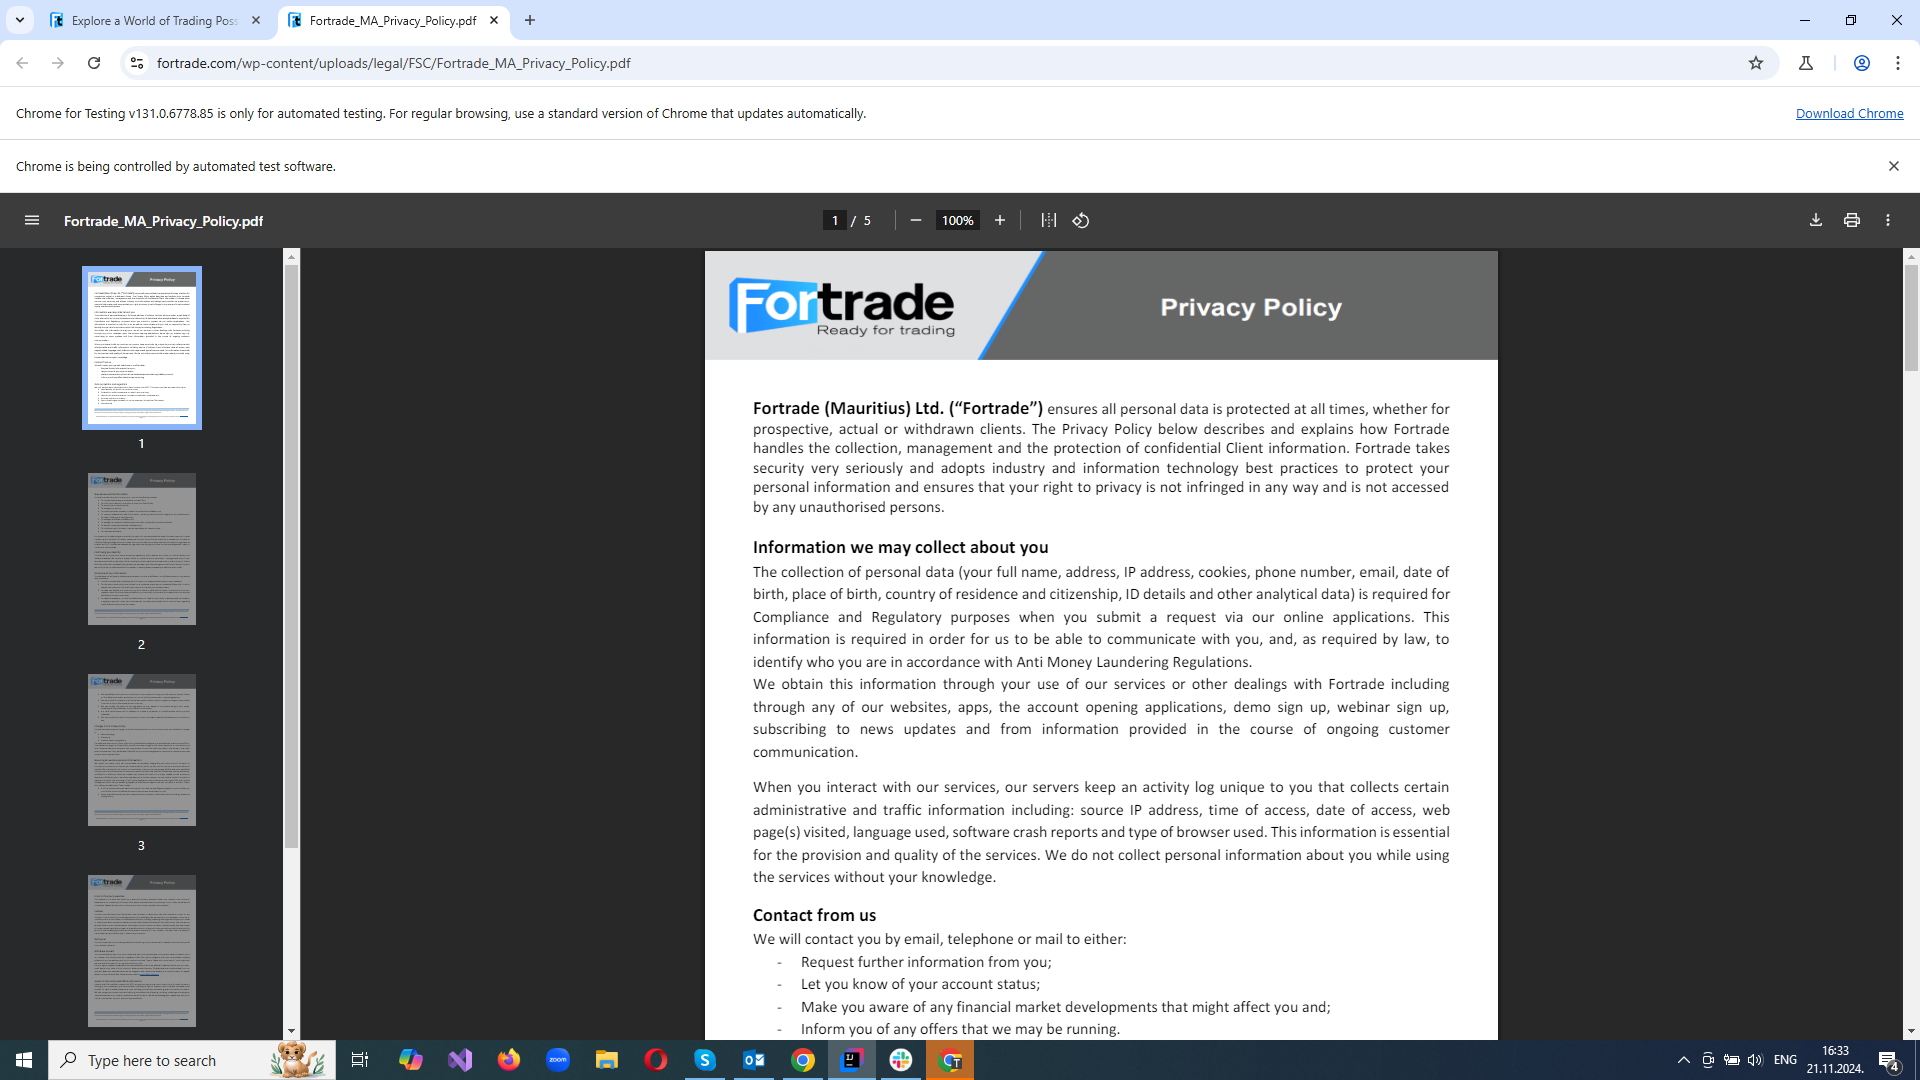 Explore a World of Trading Poss
Fortrade_MA_Privacy_Policy.pdf
fortrade.com/wp-content/uploads/legal/FSC/Fortrade_MA_Privacy_Policy.pdf
Chrome for Testing v131.0.6778.85 is only for automated testing. For regular browsing, use a standard version of Chrome that updates automatically.
Download Chrome
Chrome is being controlled by automated test software.
Fortrade_MA_Privacy_Policy.pdf
1 / 5
100%
1
2
3
Fortrade
Ready for trading
Privacy Policy
Fortrade (Mauritius) Ltd. (“Fortrade”) ensures all personal data is protected at all times, whether for
prospective, actual or withdrawn clients. The Privacy Policy below describes and explains how Fortrade
handles the collection, management and the protection of confidential Client information. Fortrade takes
security very seriously and adopts industry and information technology best practices to protect your
personal information and ensures that your right to privacy is not infringed in any way and is not accessed
by any unauthorised persons.
Information we may collect about you
The collection of personal data (your full name, address, IP address, cookies, phone number, email, date of
birth, place of birth, country of residence and citizenship, ID details and other analytical data) is required for
Compliance and Regulatory purposes when you submit a request via our online applications. This
information is required in order for us to be able to communicate with you, and, as required by law, to
identify who you are in accordance with Anti Money Laundering Regulations.
We obtain this information through your use of our services or other dealings with Fortrade including
through any of our websites, apps, the account opening applications, demo sign up, webinar sign up,
subscribing to news updates and from information provided in the course of ongoing customer
communication.
When you interact with our services, our servers keep an activity log unique to you that collects certain
administrative and traffic information including: source IP address, time of access, date of access, web
page(s) visited, language used, software crash reports and type of browser used. This information is essential
for the provision and quality of the services. We do not collect personal information about you while using
the services without your knowledge.
Contact from us
We will contact you by email, telephone or mail to either:
- Request further information from you;
- Let you know of your account status;
- Make you aware of any financial market developments that might affect you and;
- Inform you of any offers that we may be running.
Type here to search
zoom
ENG
16:33
21.11.2024.
4